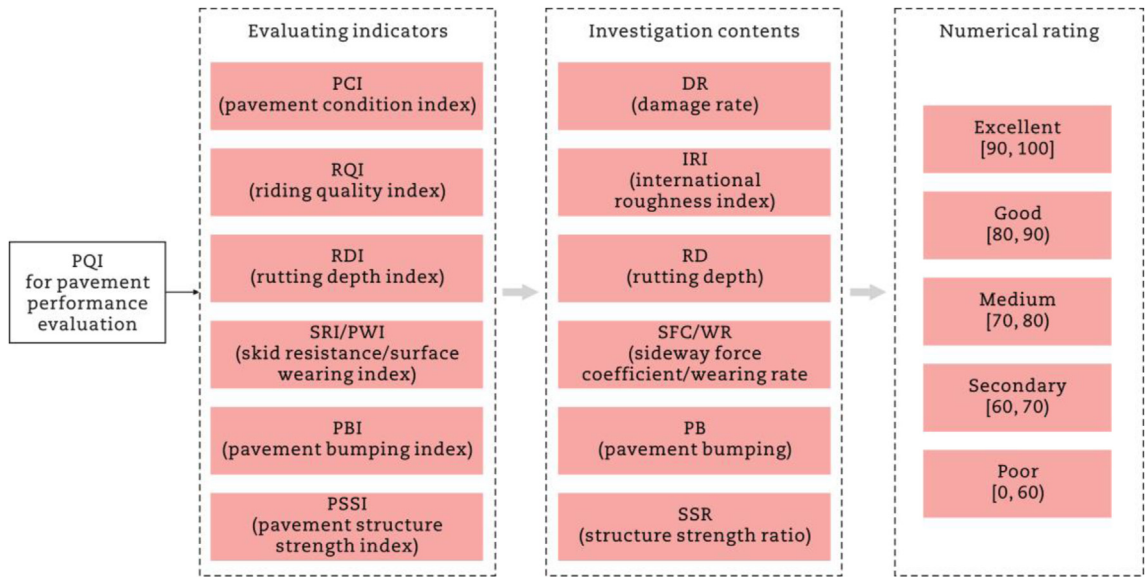 PQI
for pavement
performance
evaluation
Evaluating indicators
PCI
(pavement condition index)
RQI
(riding quality index)
RDI
(rutting depth index)
SRI/PWI
(skid resistance/surface
wearing index)
PBI
(pavement bumping index)
PSSI
(pavement structure
strength index)
Investigation contents
DR
(damage rate)
IRI
(international
roughness index)
RD
(rutting depth)
SFC/WR
(sideway force
coefficient/wearing rate
PB
(pavement bumping)
SSR
(structure strength ratio)
Numerical rating
Excellent
[90, 100]
Good
[80, 90)
Medium
[70, 80)
Secondary
[60, 70)
Poor
[0, 60)